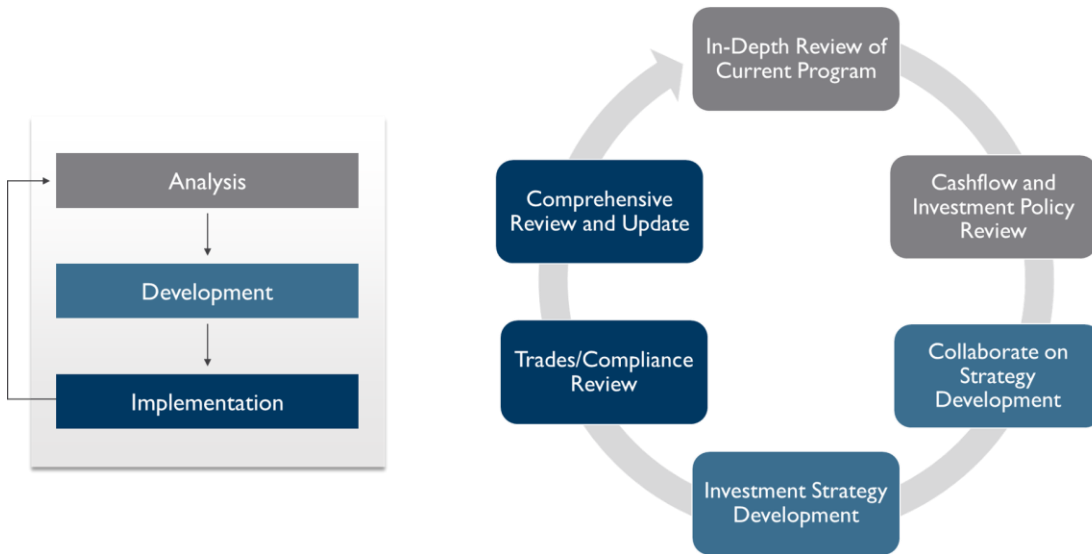 Analysis
Development
Implementation
In-Depth Review of
Current Program
Cashflow and
Investment Policy
Review
Collaborate on
Strategy
Development
Investment Strategy
Development
Trades/Compliance
Review
Comprehensive
Review and Update